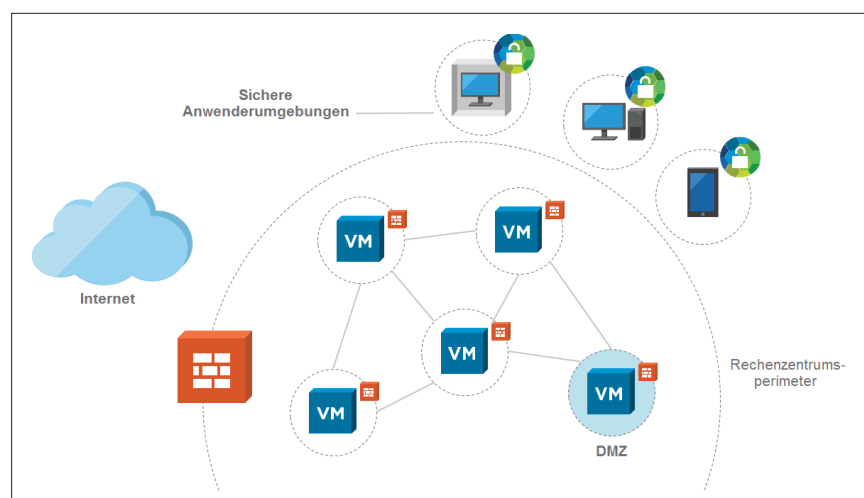 Sichere
Anwenderumgebungen
Internet
VM
VM
VM
VM
VM
DMZ
Rechenzentrums-
perimeter